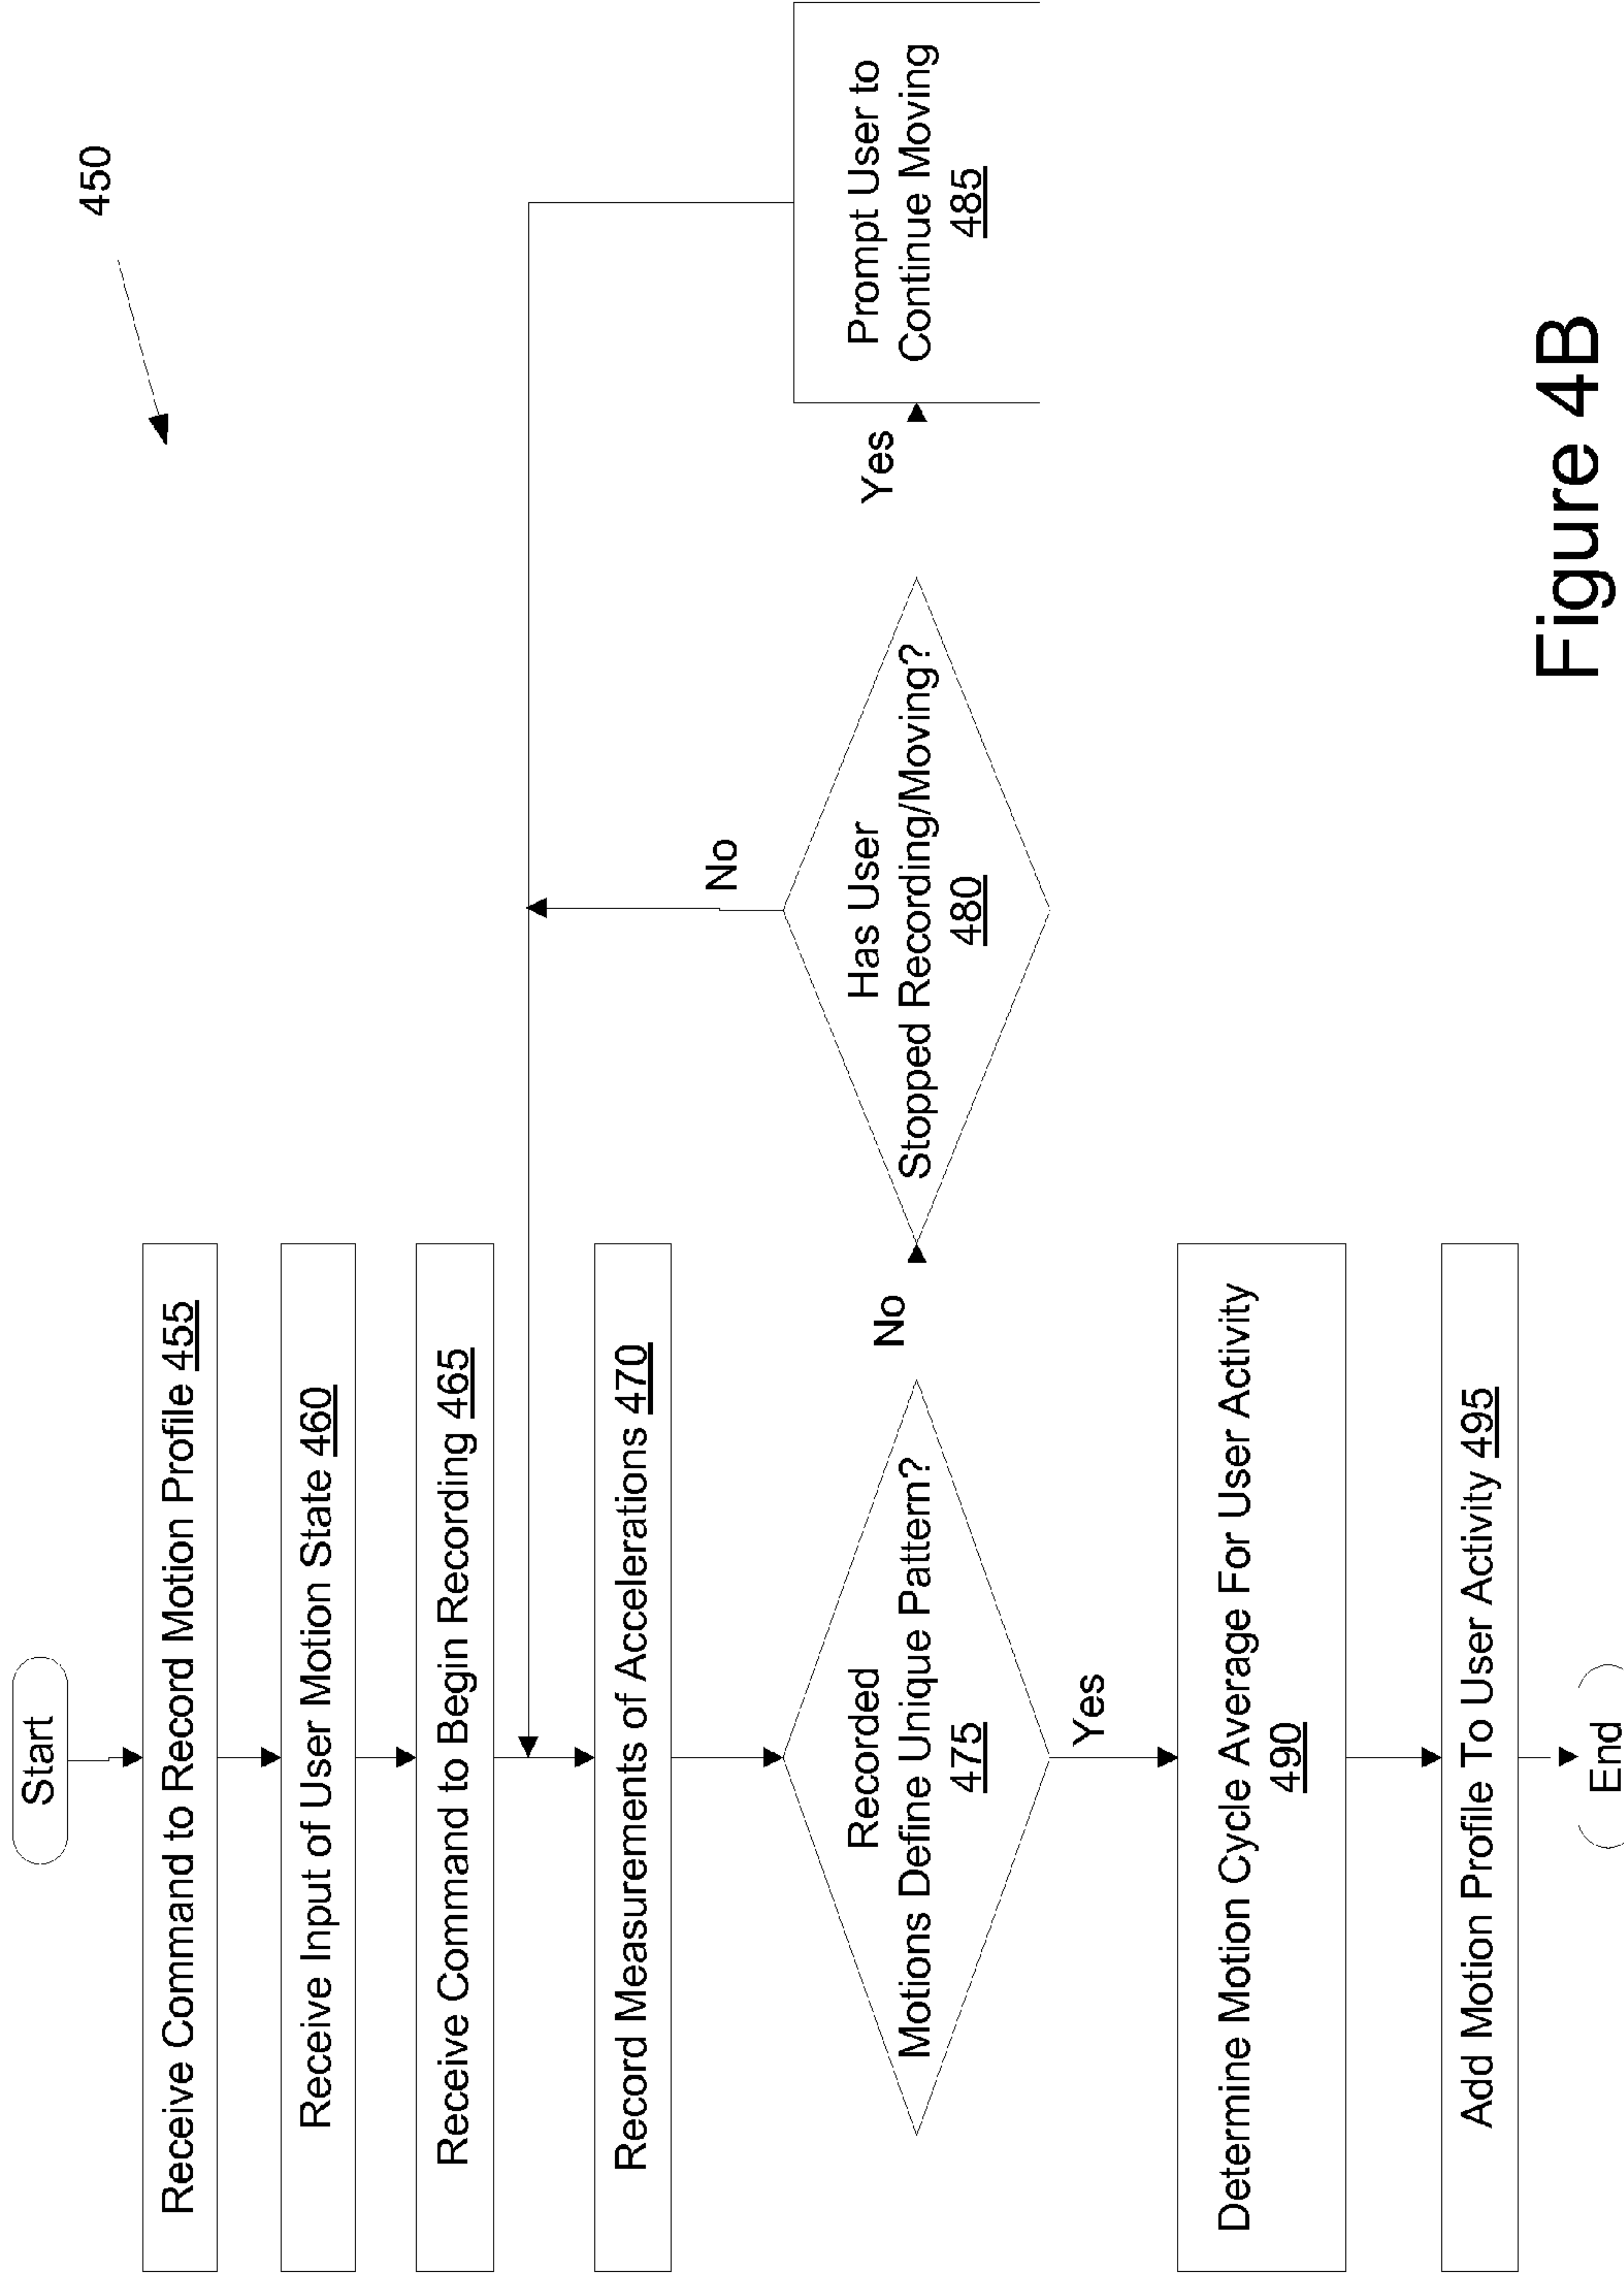 450
Start
Receive Command to Record Motion Profile 455
Receive Input of User Motion State 460
Receive Command to Begin Recording 465
Record Measurements of Accelerations 470
Recorded
Motions Define Unique Pattern?
475
No
Has User
Stopped Recording/Moving?
480
No
Yes
Prompt User to
Continue Moving
485
Yes
Determine Motion Cycle Average For User Activity
490
Add Motion Profile To User Activity 495
End
Figure 4B